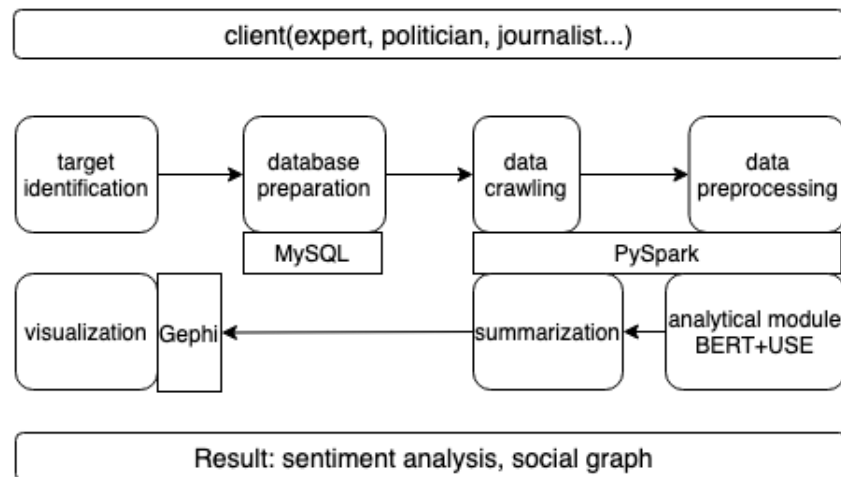 client(expert, politician, journalist...)
target
identification
database
preparation
data
crawling
data
preprocessing
MySQL
PySpark
visualization
Gephi
summarization
analytical module
BERT+USE
Result: sentiment analysis, social graph